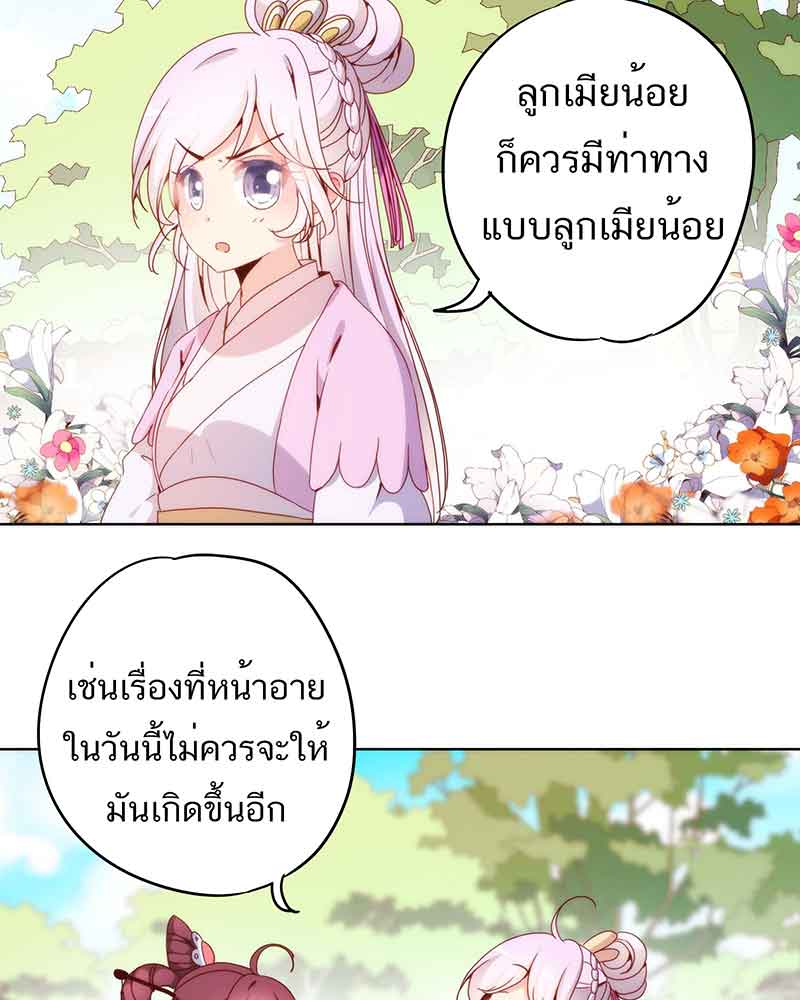 ลูกเมียน้อย
ก็ควรมีท่าทาง
แบบลูกเมียน้อย
เช่นเรื่องที่หน้าอาย
ในวันนี้ไม่ควรจะให้
มันเกิดขึ้นอีก